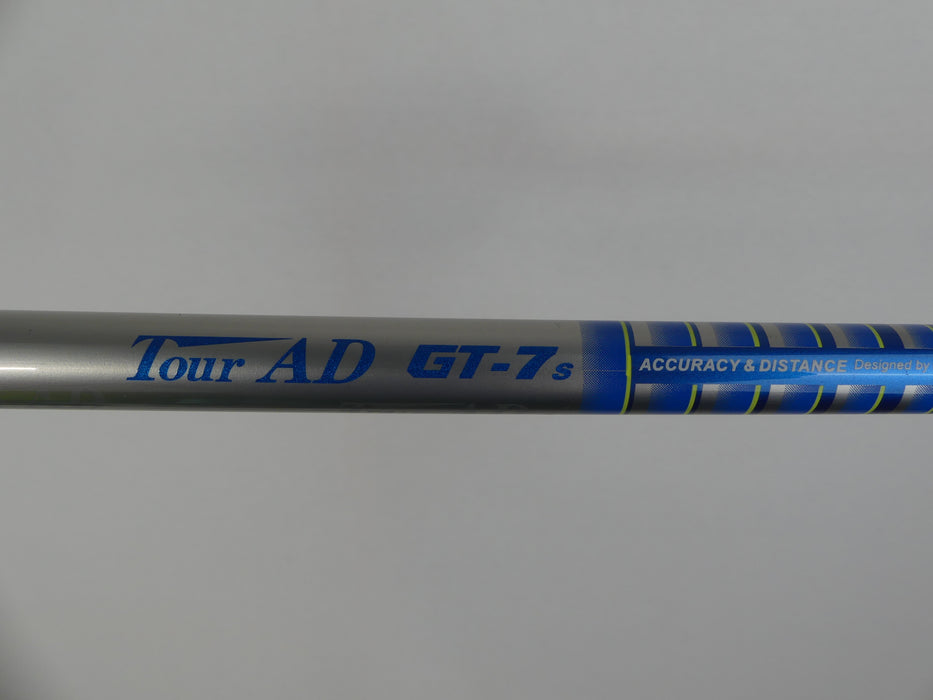 Tour AD GT-7s ACCURACY & DISTANCE Designed by